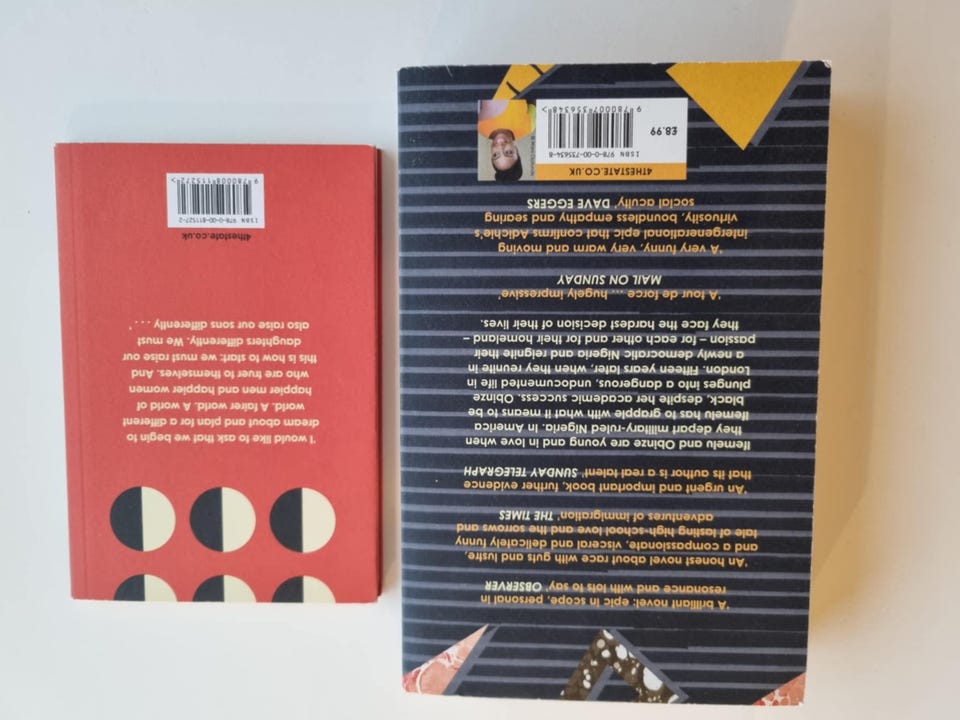 'A brilliant novel: epic in scope, personal in
resonance and with lots to say' OBSERVER
'An honest novel about race with guts and lustre,
and a compassionate, visceral and delicately funny
tale of lasting high-school love and the sorrows and
adventures of immigration' THE TIMES
'An urgent and important book, further evidence
that its author is a real talent' SUNDAY TELEGRAPH
Ifemelu and Obinze are young and in love when
they depart military-ruled Nigeria. In America
Ifemelu has to grapple with what it means to be
black, despite her academic success. Obinze
plunges into a dangerous, undocumented life in
London. Fifteen years later, when they reunite in
a newly democratic Nigeria and reignite their
passion – for each other and for their homeland –
they face the hardest decision of their lives.
'A tour de force ... hugely impressive'
MAIL ON SUNDAY
'A very funny, very warm and moving
intergenerational epic that confirms Adichie's
virtuosity, boundless empathy and searing
social acuity' DAVE EGGERS
4THESTATE.CO.UK
ISBN 978-0-00-735634-8
£8.99
9 780007 356348 >
'I would like to ask that we begin to
dream about and plan for a different
world. A fairer world. A world of
happier men and happier women
who are truer to themselves. And
this is how to start: we must raise our
daughters differently. We must
also raise our sons differently . . . '
4thestate.co.uk
ISBN 978-0-00-811527-2
9 780008 115272 >